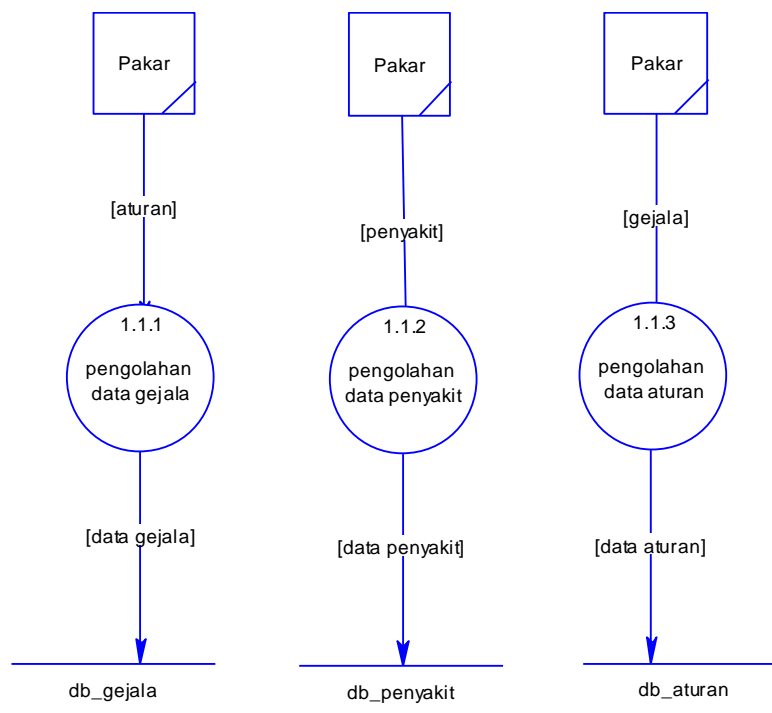 Pakar
[aturan]
1.1.1
pengolahan
data gejala
[data gejala]
db_gejala
Pakar
[penyakit]
1.1.2
pengolahan
data penyakit
[data penyakit]
db_penyakit
Pakar
[gejala]
1.1.3
pengolahan
data aturan
[data aturan]
db_aturan